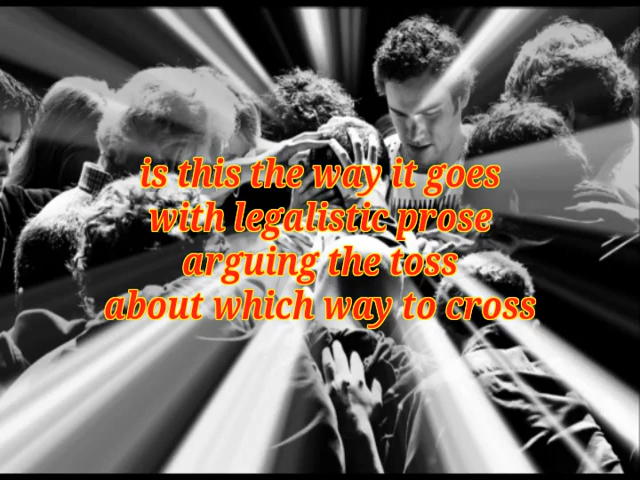 is this the way it goes
with legalistic prose
arguing the toss
about which way to cross